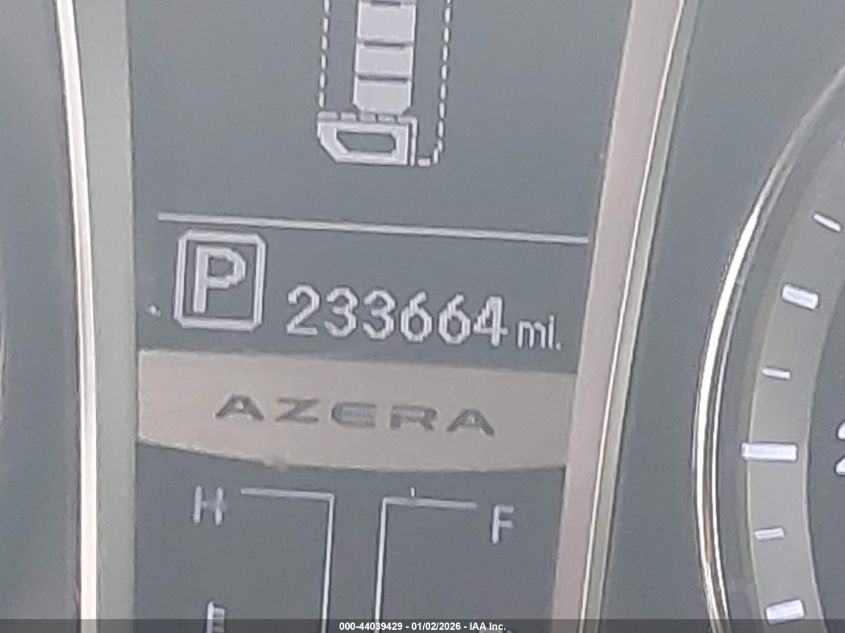 P
233664 mi.
AZERA
H F
000-44039429 - 01/02/2026 - IAA Inc.